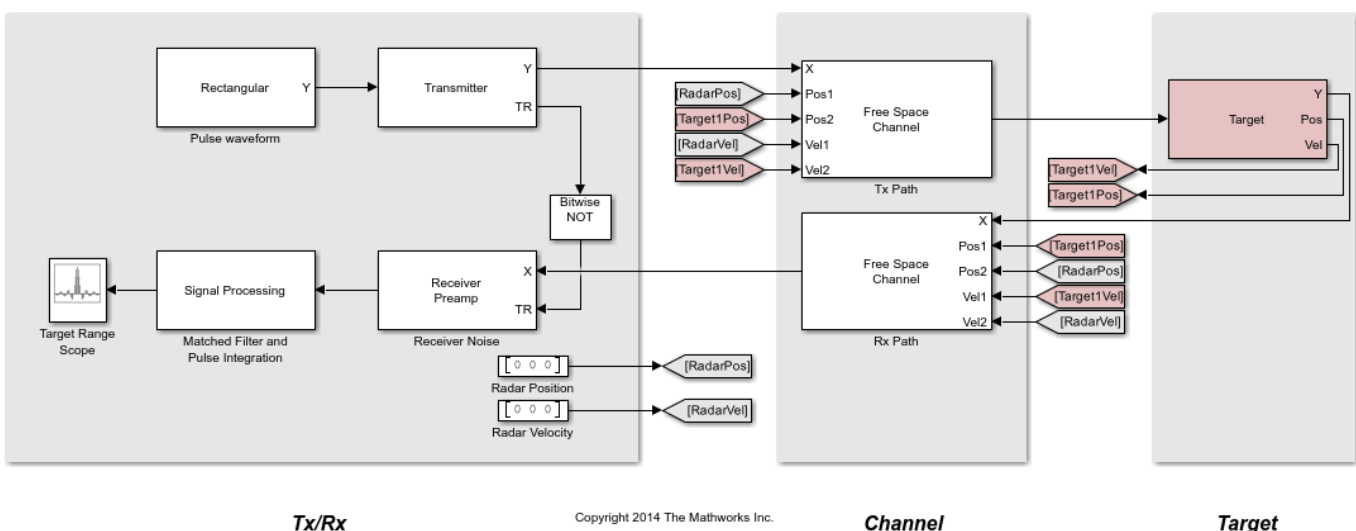 Rectangular
Y
Pulse waveform
Transmitter
Y
TR
Bitwise
NOT
[RadarPos]
[Target1Pos]
[RadarVel]
[Target1Vel]
X
Pos1
Pos2
Vel1
Vel2
Free Space
Channel
Tx Path
Target
Y
Pos
Vel
[Target1Vel]
[Target1Pos]
Target Range
Scope
Signal Processing
Matched Filter and
Pulse Integration
Receiver
Preamp
X
TR
Receiver Noise
Free Space
Channel
X
Pos1
Pos2
Vel1
Vel2
Rx Path
[Target1Pos]
[RadarPos]
[Target1Vel]
[RadarVel]
[ 0 0 0 ]
Radar Position
[RadarPos]
[ 0 0 0 ]
Radar Velocity
[RadarVel]
Tx/Rx
Copyright 2014 The Mathworks Inc.
Channel
Target